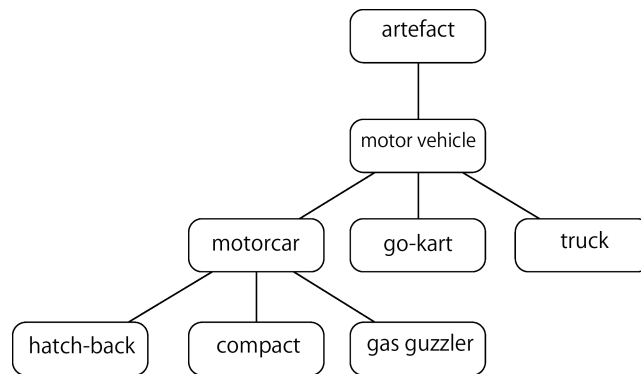 artefact
motor vehicle
motorcar
go-kart
truck
hatch-back
compact
gas guzzler